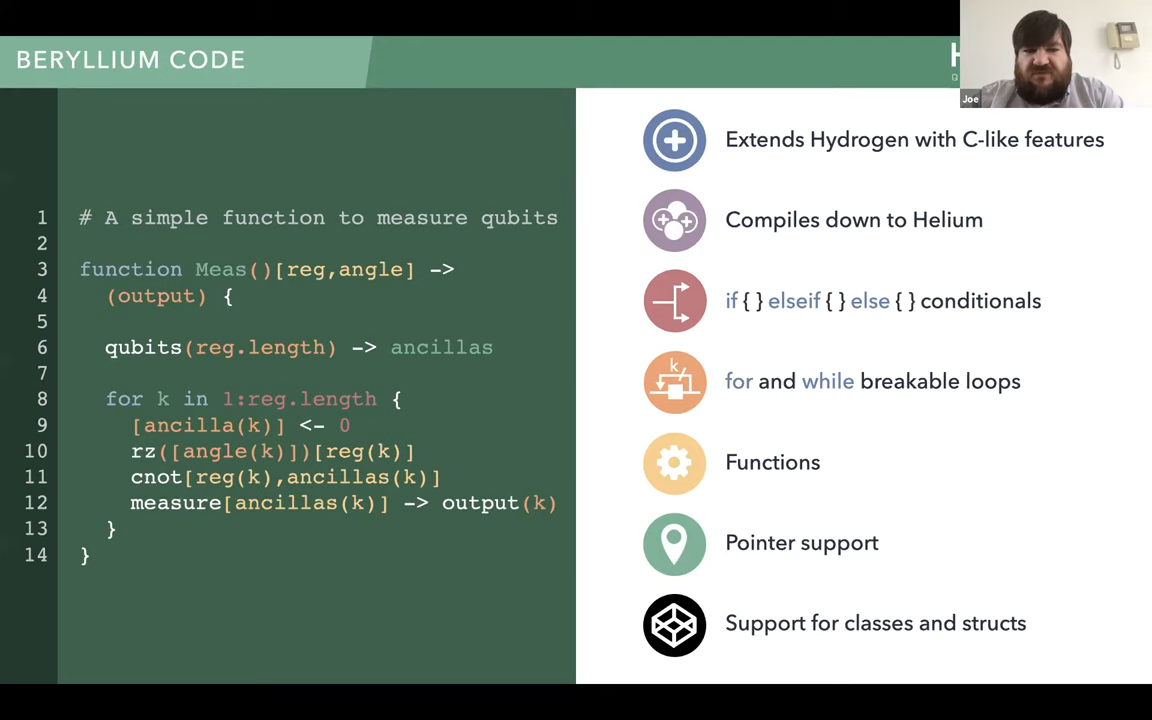 BERYLLIUM CODE
H
Joe
1 # A simple function to measure qubits
2
3 function Meas()[reg,angle] ->
4 (output) {
5
6 qubits(reg.length) -> ancillas
7
8 for k in 1:reg.length {
9 [ancilla(k)] <- 0
10 rz([angle(k)])[reg(k)]
11 cnot[reg(k),ancillas(k)]
12 measure[ancillas(k)] -> output(k)
13 }
14 }
Extends Hydrogen with C-like features
Compiles down to Helium
if { } elseif { } else { } conditionals
k
for and while breakable loops
Functions
Pointer support
Support for classes and structs